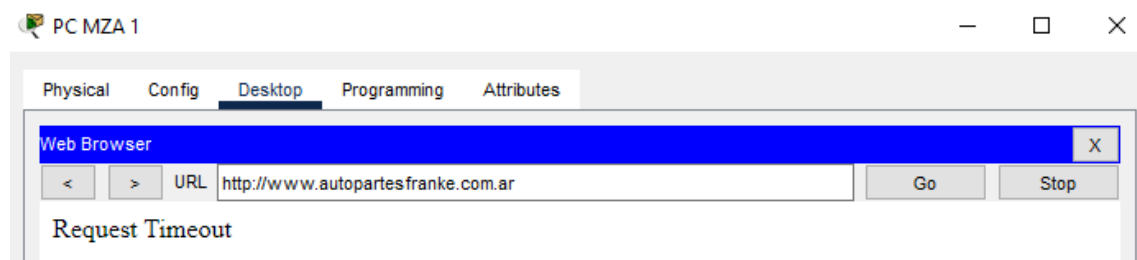 PC MZA 1
Physical Config Desktop Programming Attributes
Web Browser X
< > URL http://www.autopartesfranke.com.ar Go Stop
Request Timeout